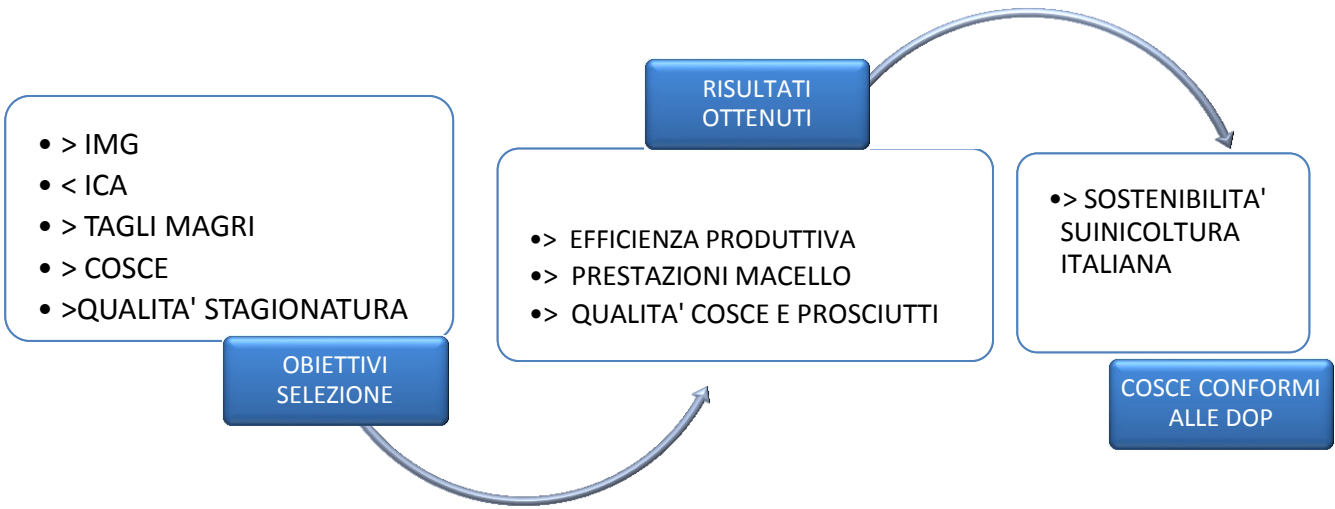 • > IMG
• < ICA
• > TAGLI MAGRI
• > COSCE
• >QUALITA' STAGIONATURA
OBIETTIVI
SELEZIONE
RISULTATI
OTTENUTI
•> EFFICIENZA PRODUTTIVA
•> PRESTAZIONI MACELLO
•> QUALITA' COSCE E PROSCIUTTI
•> SOSTENIBILITA'
SUINICOLTURA
ITALIANA
COSCE CONFORMI
ALLE DOP